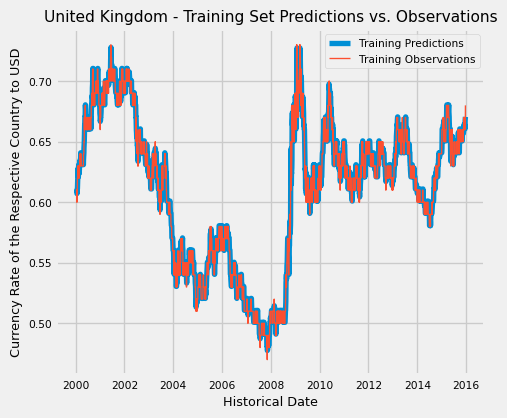 United Kingdom - Training Set Predictions vs. Observations
Training Predictions
Training Observations
Currency Rate of the Respective Country to USD
0.70
0.65
0.60
0.55
0.50
2000 2002 2004 2006 2008 2010 2012 2014 2016
Historical Date